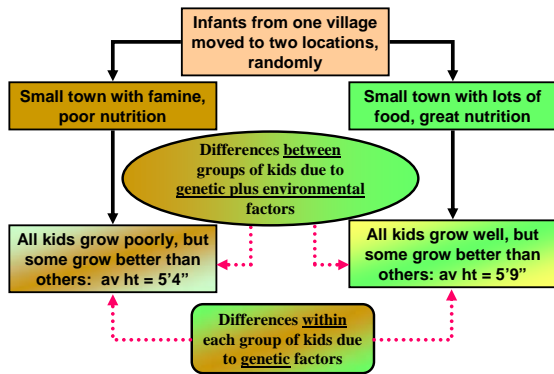 Infants from one village
moved to two locations,
randomly
Small town with famine,
poor nutrition
Small town with lots of
food, great nutrition
Differences between
groups of kids due to
genetic plus environmental
factors
All kids grow poorly, but
some grow better than
others:  av ht = 5’4”
All kids grow well, but
some grow better than
others: av ht = 5’9”
Differences within
each group of kids due
to genetic factors